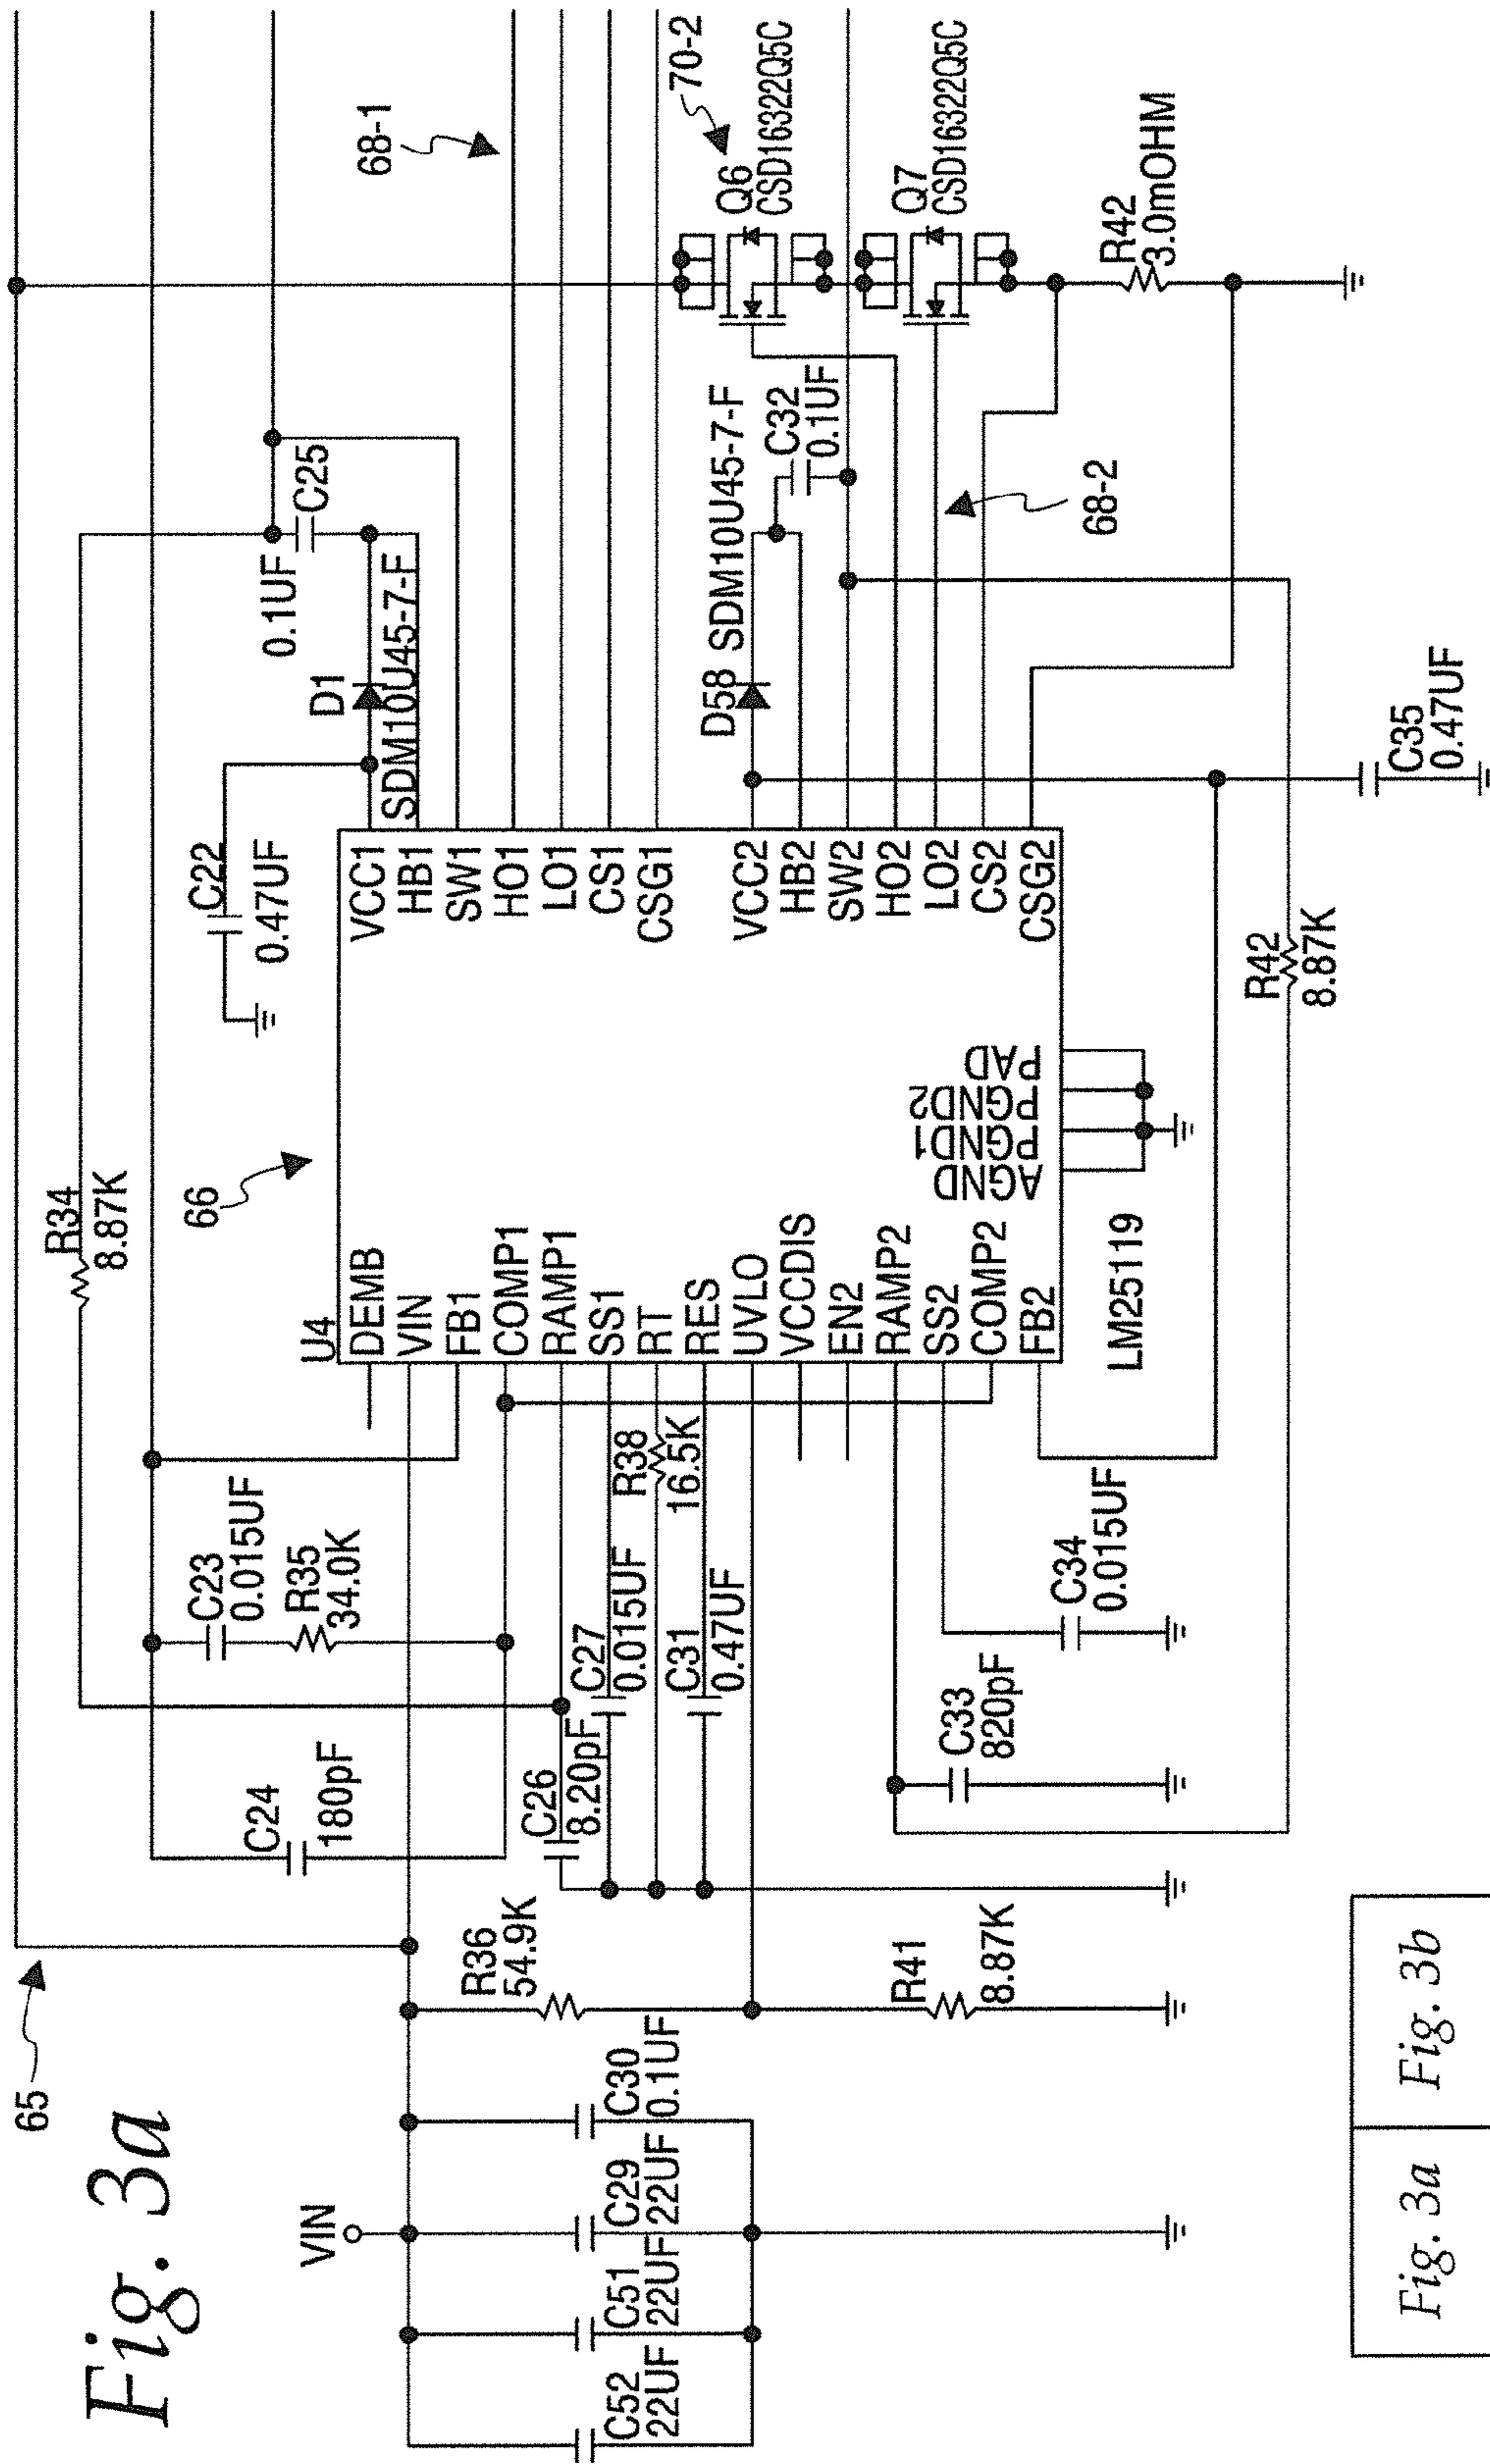 Fig. 3a
65
VIN
C52
22UF
C51
22UF
C29
22UF
C30
0.1UF
R36
54.9K
R41
8.87K
C24
180pF
C23
0.015UF
R35
34.0K
C26
8.20pF
C27
0.015UF
R38
16.5K
C31
0.47UF
C33
820pF
C34
0.015UF
R34
8.87K
66
U4
DEMB
VIN
FB1
COMP1
RAMP1
SS1
RT
RES
UVLO
VCCDIS
EN2
RAMP2
SS2
COMP2
FB2
LM25119
AGND
PGND1
PGND2
PAD
VCC1
HB1
SW1
HO1
LO1
CS1
CSG1
VCC2
HB2
SW2
HO2
LO2
CS2
CSG2
C22
0.47UF
D1
SDM10U45-7-F
0.1UF
C25
D58 SDM10U45-7-F
C32
0.1UF
68-1
68-2
70-2
Q6
CSD16322Q5C
Q7
CSD16322Q5C
R42
3.0mOHM
R42
8.87K
C35
0.47UF
Fig. 3a
Fig. 3b